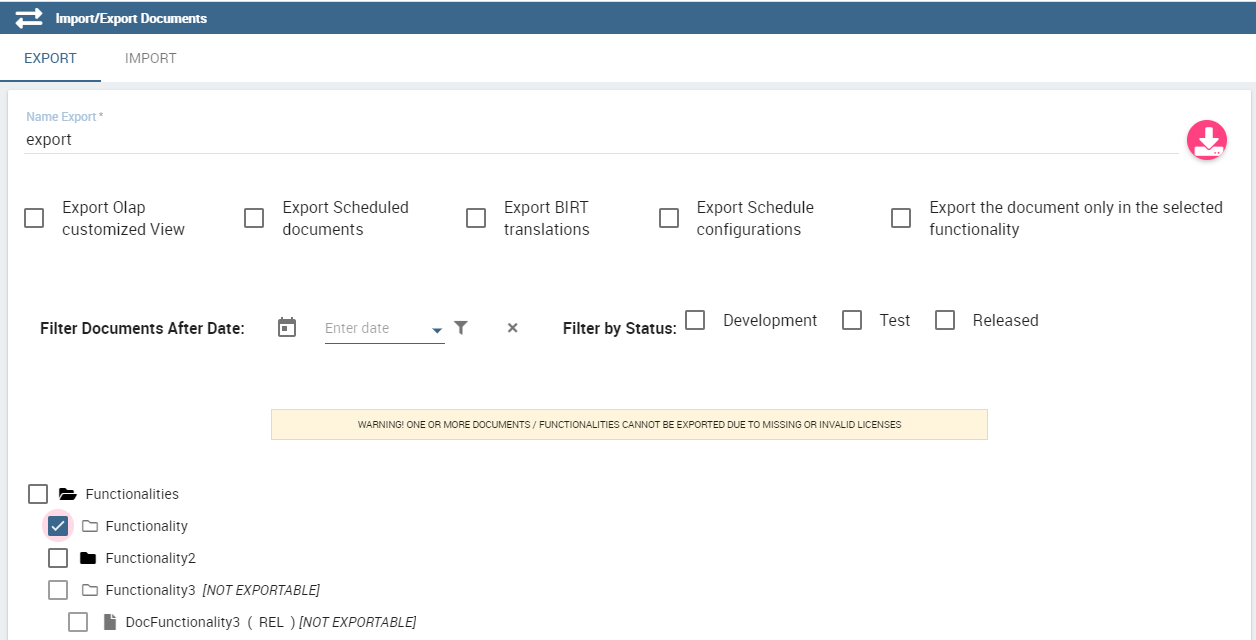 Import/Export Documents
EXPORT IMPORT
Name Export *
export
Export Olap customized View
Export Scheduled documents
Export BIRT translations
Export Schedule configurations
Export the document only in the selected functionality
Filter Documents After Date: Enter date Filter by Status: Development Test Released
WARNING! ONE OR MORE DOCUMENTS / FUNCTIONALITIES CANNOT BE EXPORTED DUE TO MISSING OR INVALID LICENSES
Functionalities
Functionality
Functionality2
Functionality3 [NOT EXPORTABLE]
DocFunctionality3 ( REL ) [NOT EXPORTABLE]